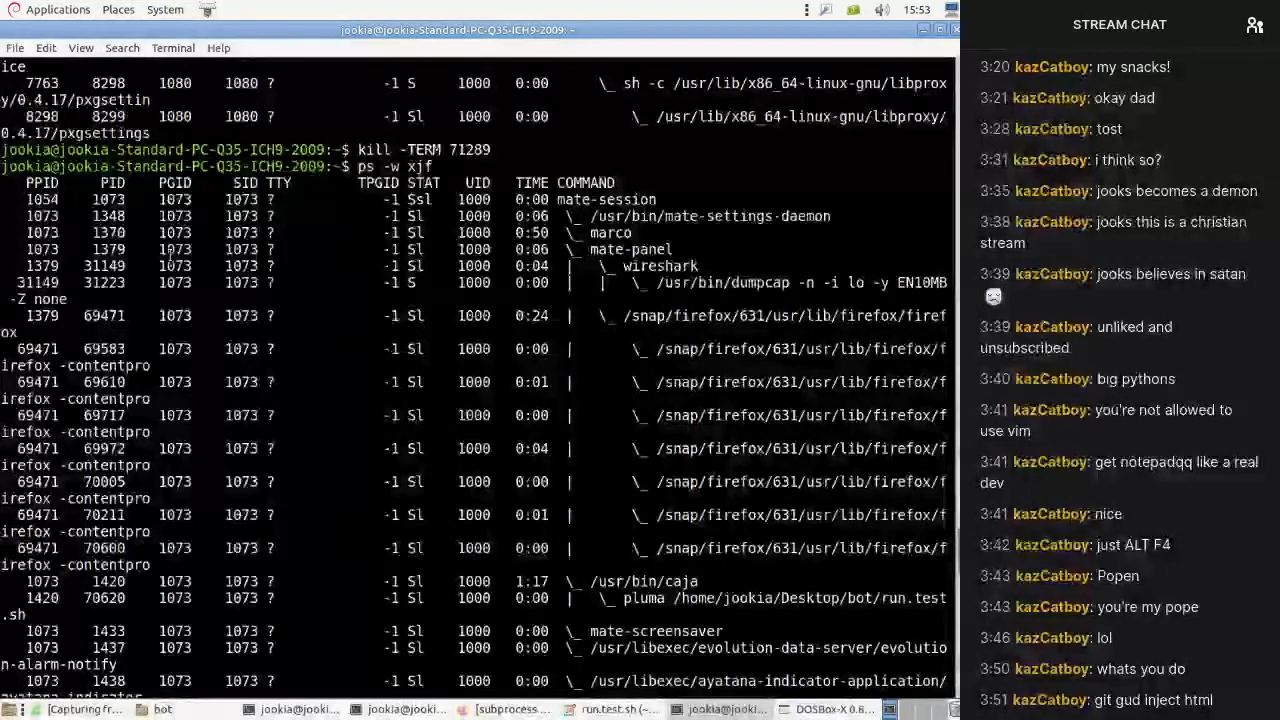 Applications Places System 15:53
jookia@jookia-Standard-PC-Q35-ICH9-2009: ~
File Edit View Search Terminal Help
ice
7763 8298 1080 1080 ? -1 S 1000 0:00 \_ sh -c /usr/lib/x86_64-linux-gnu/libprox
y/0.4.17/pxgsettin
8298 8299 1080 1080 ? -1 Sl 1000 0:00 \_ /usr/lib/x86_64-linux-gnu/libproxy/
0.4.17/pxgsettings
jookia@jookia-Standard-PC-Q35-ICH9-2009:~$ kill -TERM 71289
jookia@jookia-Standard-PC-Q35-ICH9-2009:~$ ps -w xjf
PPID PID PGID SID TTY TPGID STAT UID TIME COMMAND
1054 1073 1073 1073 ? -1 Ssl 1000 0:00 mate-session
1073 1348 1073 1073 ? -1 Sl 1000 0:06 \_ /usr/bin/mate-settings-daemon
1073 1370 1073 1073 ? -1 Sl 1000 0:50 \_ marco
1073 1379 1073 1073 ? -1 Sl 1000 0:06 \_ mate-panel
1379 31149 1073 1073 ? -1 Sl 1000 0:04 | \_ wireshark
31149 31223 1073 1073 ? -1 S 1000 0:00 | | \_ /usr/bin/dumpcap -n -i lo -y EN10MB
-Z none
1379 69471 1073 1073 ? -1 Sl 1000 0:24 | \_ /snap/firefox/631/usr/lib/firefox/firef
ox
69471 69583 1073 1073 ? -1 Sl 1000 0:00 | \_ /snap/firefox/631/usr/lib/firefox/f
irefox -contentpro
69471 69610 1073 1073 ? -1 Sl 1000 0:01 | \_ /snap/firefox/631/usr/lib/firefox/f
irefox -contentpro
69471 69717 1073 1073 ? -1 Sl 1000 0:00 | \_ /snap/firefox/631/usr/lib/firefox/f
irefox -contentpro
69471 69972 1073 1073 ? -1 Sl 1000 0:04 | \_ /snap/firefox/631/usr/lib/firefox/f
irefox -contentpro
69471 70005 1073 1073 ? -1 Sl 1000 0:00 | \_ /snap/firefox/631/usr/lib/firefox/f
irefox -contentpro
69471 70211 1073 1073 ? -1 Sl 1000 0:01 | \_ /snap/firefox/631/usr/lib/firefox/f
irefox -contentpro
69471 70600 1073 1073 ? -1 Sl 1000 0:00 | \_ /snap/firefox/631/usr/lib/firefox/f
irefox -contentpro
1073 1420 1073 1073 ? -1 Sl 1000 1:17 \_ /usr/bin/caja
1420 70620 1073 1073 ? -1 Sl 1000 0:00 | \_ pluma /home/jookia/Desktop/bot/run.test
.sh
1073 1433 1073 1073 ? -1 Sl 1000 0:00 \_ mate-screensaver
1073 1437 1073 1073 ? -1 Sl 1000 0:00 \_ /usr/libexec/evolution-data-server/evolutio
n-alarm-notify
1073 1438 1073 1073 ? -1 Sl 1000 0:00 \_ /usr/libexec/ayatana-indicator-application/
ayatana-indicator
[Capturing fr... bot jookia@jooki... jookia@jooki... [subprocess ... run.test.sh (~... jookia@jooki... DOSBox-X 0.8...
STREAM CHAT
3:20 kazCatboy: my snacks!
3:21 kazCatboy: okay dad
3:28 kazCatboy: tost
3:31 kazCatboy: i think so?
3:35 kazCatboy: jooks becomes a demon
3:38 kazCatboy: jooks this is a christian
stream
3:39 kazCatboy: jooks believes in satan
3:39 kazCatboy: unliked and
unsubscribed
3:40 kazCatboy: big pythons
3:41 kazCatboy: you're not allowed to
use vim
3:41 kazCatboy: get notepadqq like a real
dev
3:41 kazCatboy: nice
3:42 kazCatboy: just ALT F4
3:43 kazCatboy: Popen
3:43 kazCatboy: you're my pope
3:46 kazCatboy: lol
3:50 kazCatboy: whats you do
3:51 kazCatboy: git gud inject html